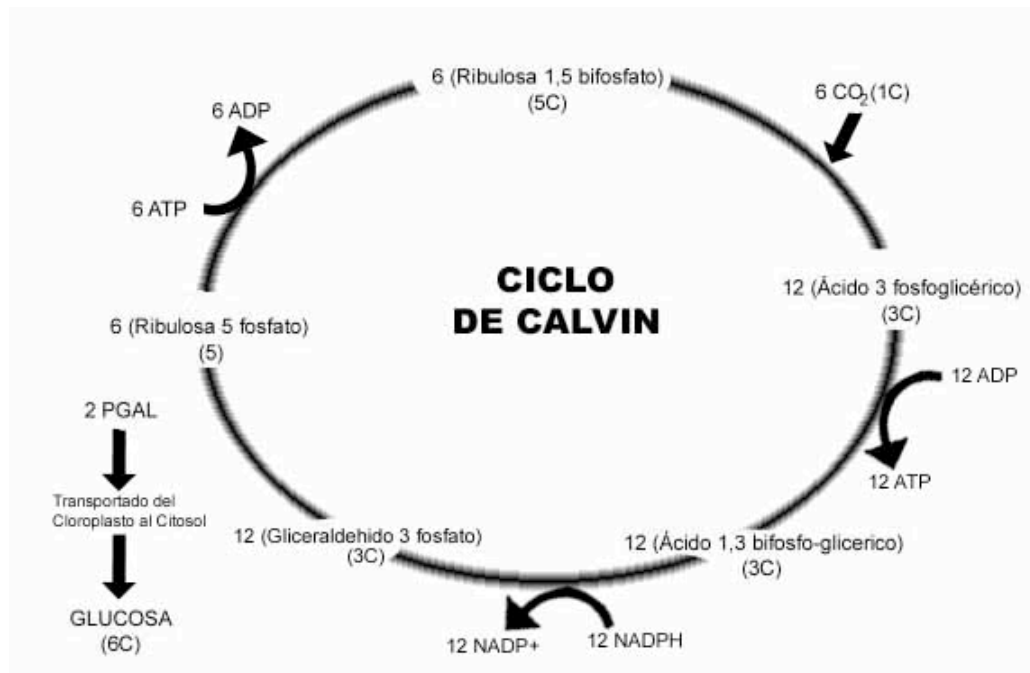 6 (Ribulosa 1,5 bifosfato)
(5C)
6 CO2(1C)
6 ADP
6 ATP
CICLO
DE CALVIN
12 (Ácido 3 fosfoglicérico)
(3C)
6 (Ribulosa 5 fosfato)
(5)
12 ADP
12 ATP
2 PGAL
Transportado del
Cloroplasto al Citosol
GLUCOSA
(6C)
12 (Gliceraldehido 3 fosfato)
(3C)
12 (Ácido 1,3 bifosfo-glicerico)
(3C)
12 NADP+
12 NADPH